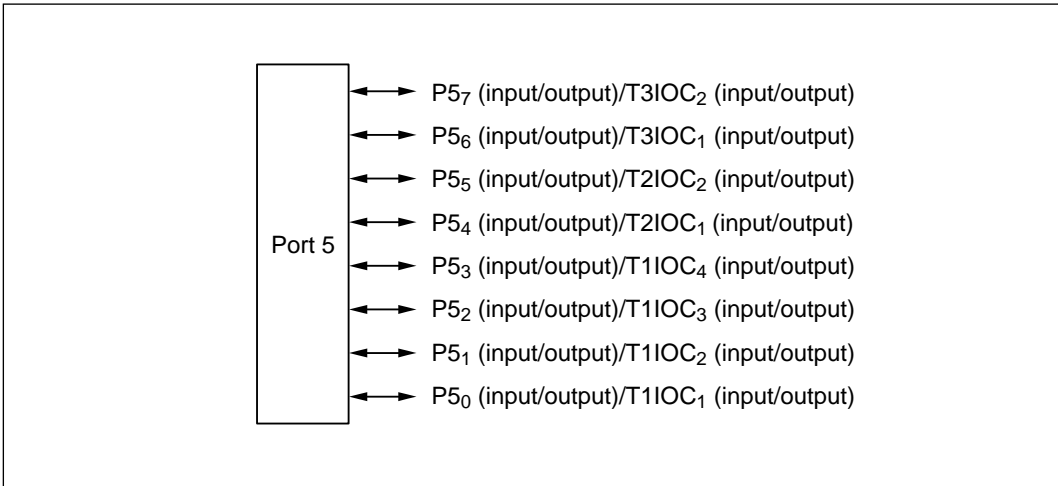 Port 5
P5₇ (input/output)/T3IOC₂ (input/output)
P5₆ (input/output)/T3IOC₁ (input/output)
P5₅ (input/output)/T2IOC₂ (input/output)
P5₄ (input/output)/T2IOC₁ (input/output)
P5₃ (input/output)/T1IOC₄ (input/output)
P5₂ (input/output)/T1IOC₃ (input/output)
P5₁ (input/output)/T1IOC₂ (input/output)
P5₀ (input/output)/T1IOC₁ (input/output)